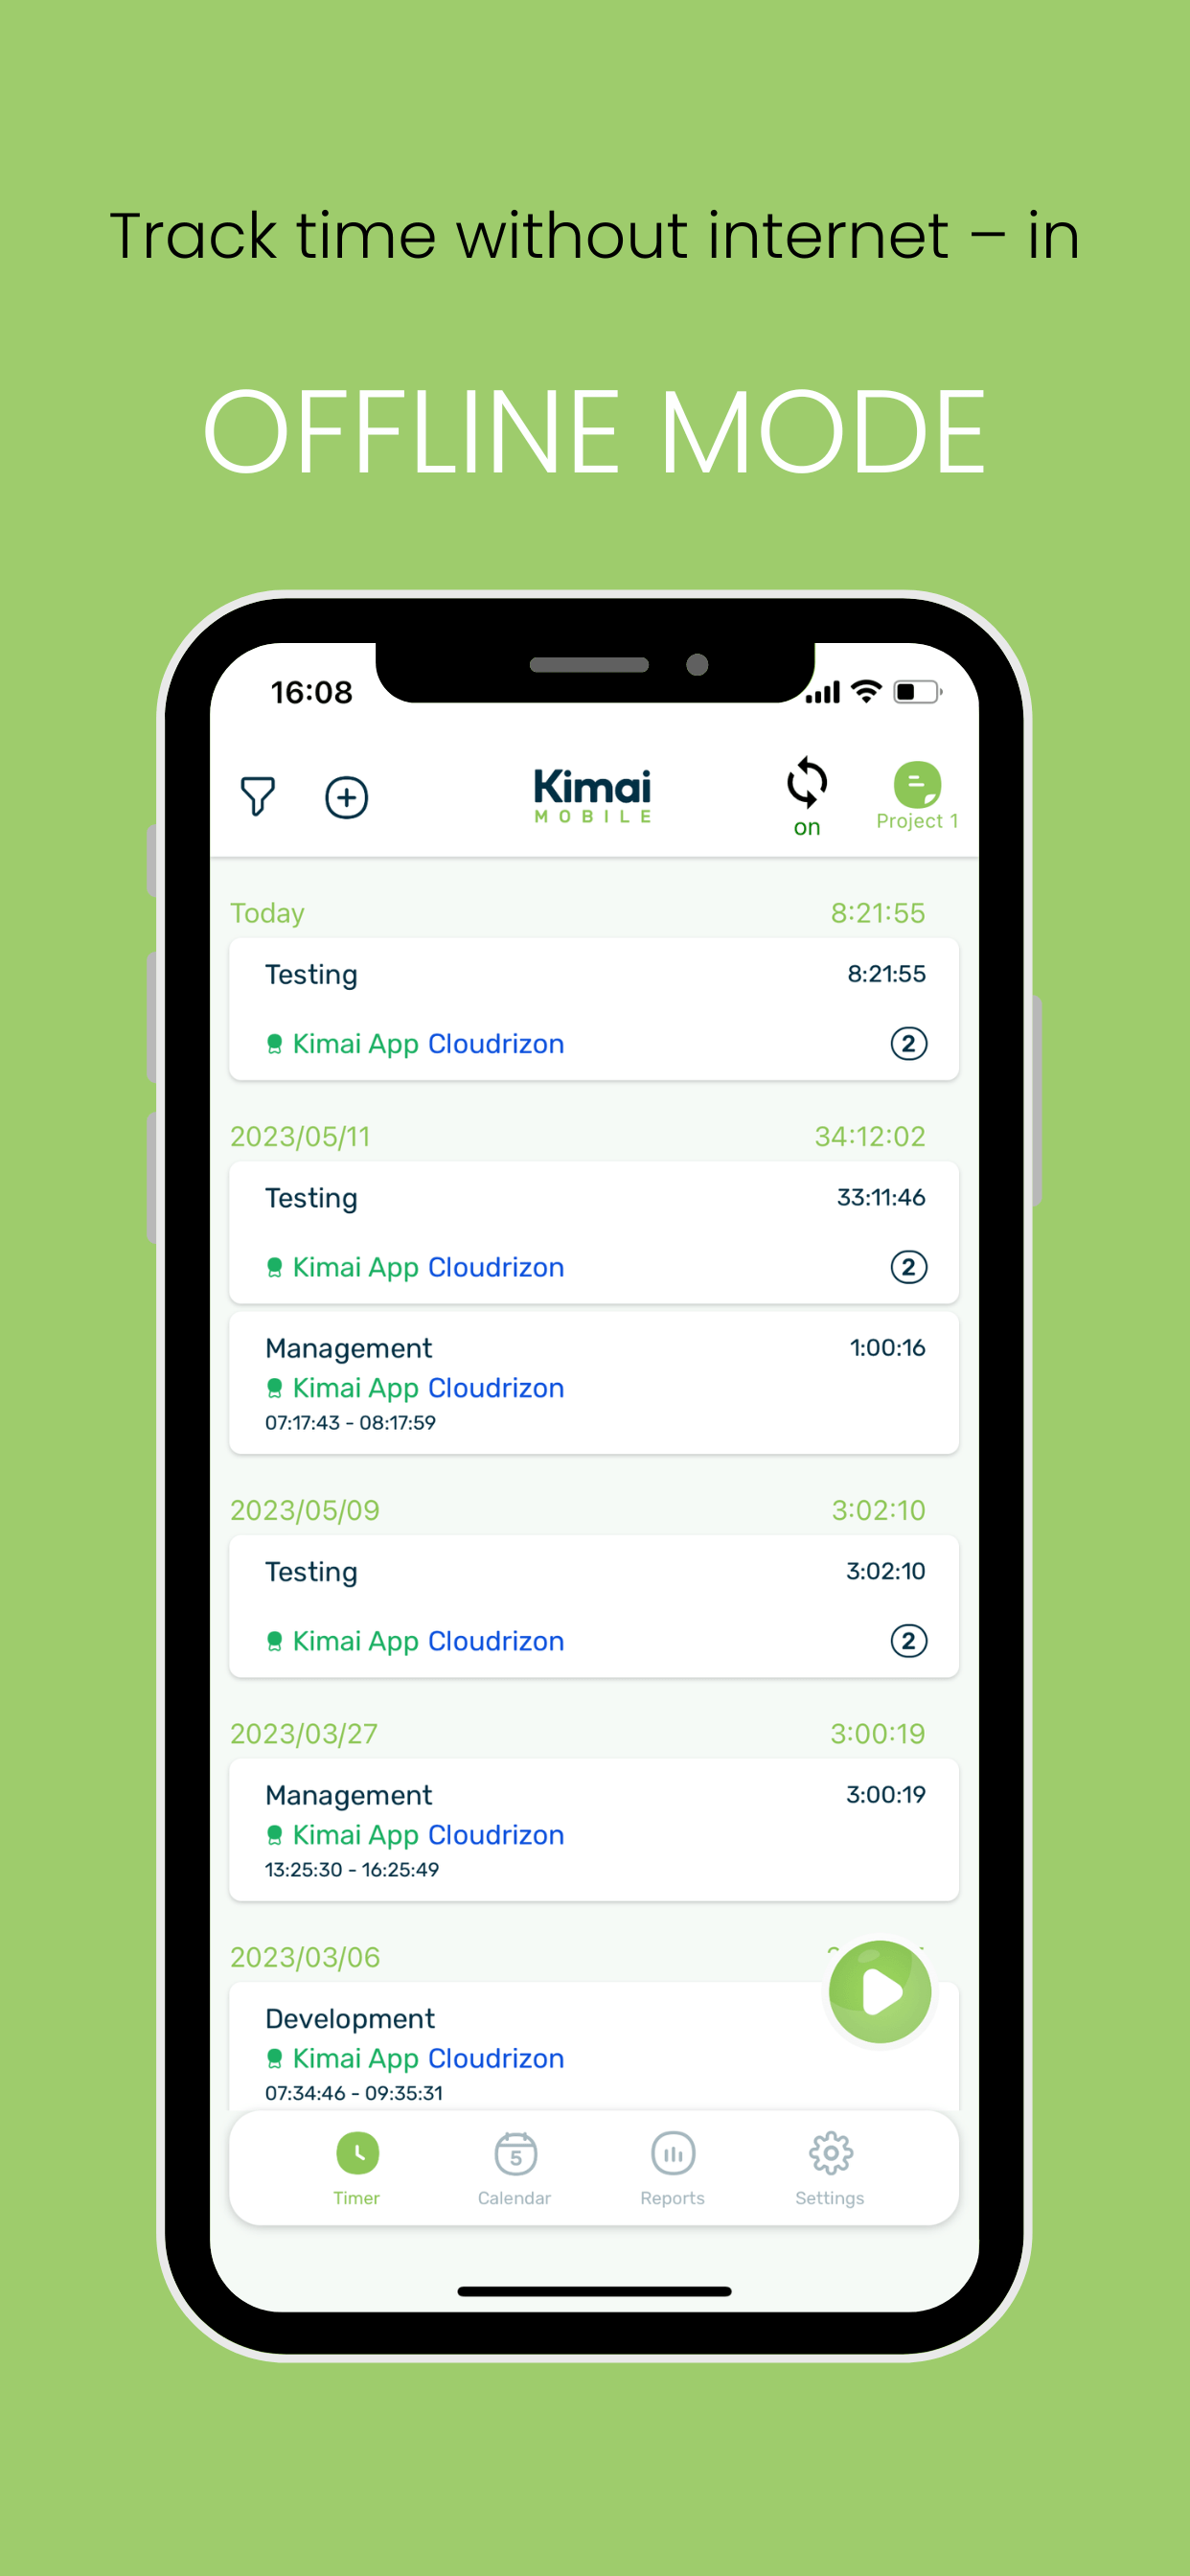 Track time without internet – in
OFFLINE MODE
16:08
Kimai
MOBILE
on
Project 1
Today 8:21:55
Testing 8:21:55
Kimai App Cloudrizon 2
2023/05/11 34:12:02
Testing 33:11:46
Kimai App Cloudrizon 2
Management 1:00:16
Kimai App Cloudrizon
07:17:43 - 08:17:59
2023/05/09 3:02:10
Testing 3:02:10
Kimai App Cloudrizon 2
2023/03/27 3:00:19
Management 3:00:19
Kimai App Cloudrizon
13:25:30 - 16:25:49
2023/03/06
Development
Kimai App Cloudrizon
07:34:46 - 09:35:31
5
Timer Calendar Reports Settings